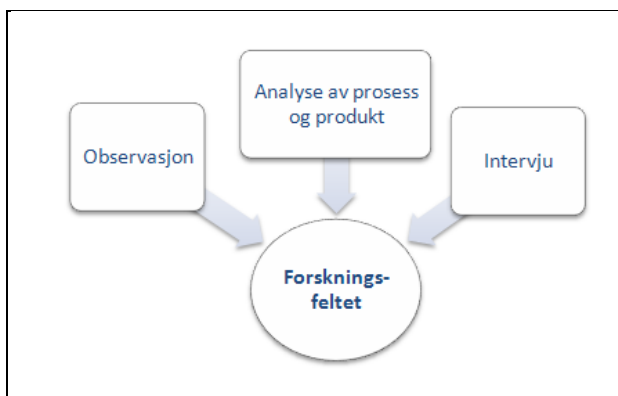 Analyse av prosess
og produkt
Observasjon
Intervju
Forsknings-
feltet